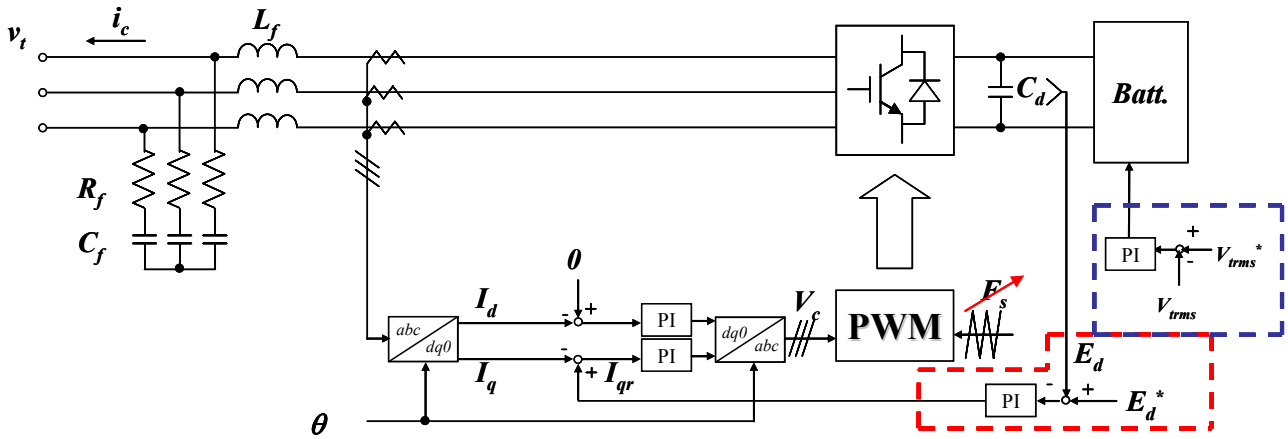 v_t
i_c
L_f
C_d
Batt.
R_f
C_f
PI
+
-
V_trms*
V_trms
0
I_d
-
+
PI
V_c
F_s
abc
dq0
dq0
abc
PWM
-
PI
I_q
+
I_qr
E_d
-
+
PI
E_d*
θ